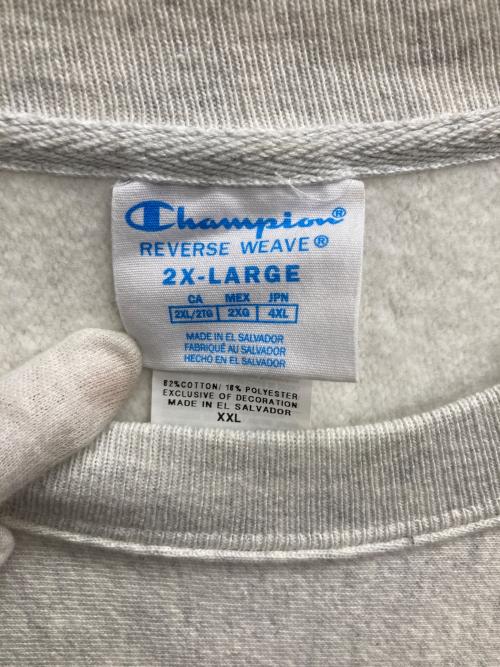 Champion®
REVERSE WEAVE®
2X-LARGE
CA MEX JPN
2XL/2TG 2XG 4XL
MADE IN EL SALVADOR
FABRIQUÉ AU SALVADOR
HECHO EN EL SALVADOR
82%COTTON/ 18% POLYESTER
EXCLUSIVE OF DECORATION
MADE IN EL SALVADOR
XXL